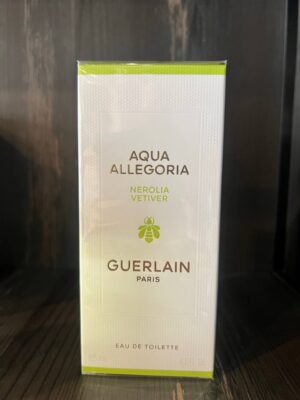 AQUA
ALLEGORIA
NEROLIA
VETIVER
GUERLAIN
PARIS
EAU DE TOILETTE